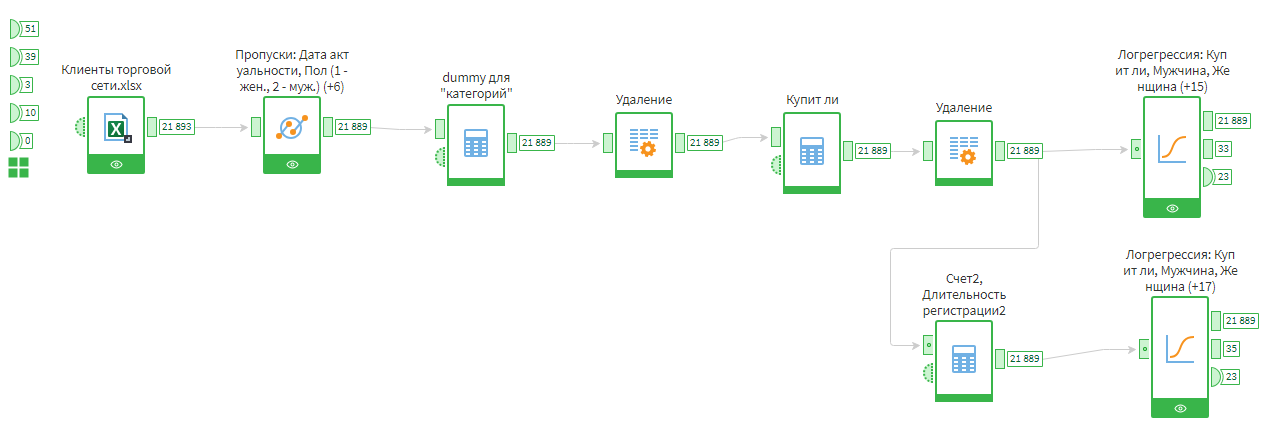 51
39
3
10
0
Клиенты торговой
сети.xlsx
21 893
Пропуски: Дата акт
уальности, Пол (1 -
жен., 2 - муж.) (+6)
21 889
dummy для
"категорий"
21 889
Удаление
21 889
Купит ли
21 889
Удаление
21 889
Логрегрессия: Куп
ит ли, Мужчина, Же
нщина (+15)
21 889
33
23
Счет2,
Длительность
регистрации2
21 889
Логрегрессия: Куп
ит ли, Мужчина, Же
нщина (+17)
21 889
35
23